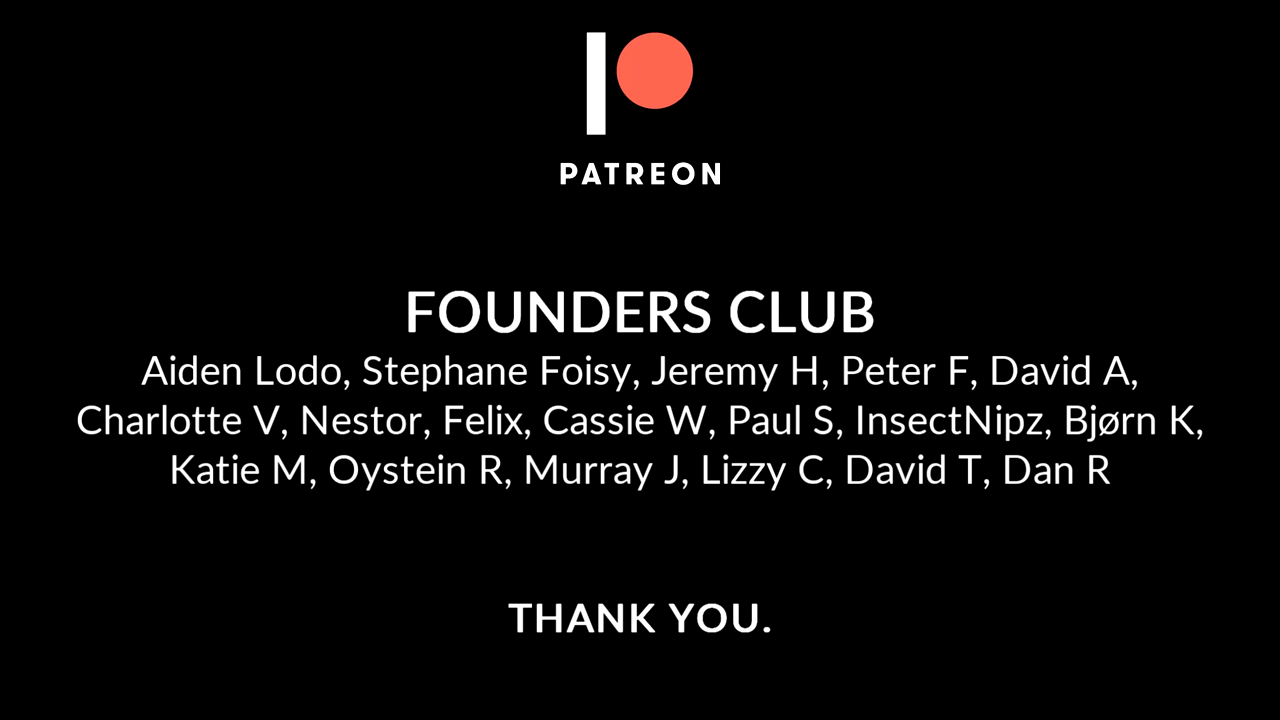 PATREON
FOUNDERS CLUB
Aiden Lodo, Stephane Foisy, Jeremy H, Peter F, David A,
Charlotte V, Nestor, Felix, Cassie W, Paul S, InsectNipz, Bjørn K,
Katie M, Oystein R, Murray J, Lizzy C, David T, Dan R
THANK YOU.